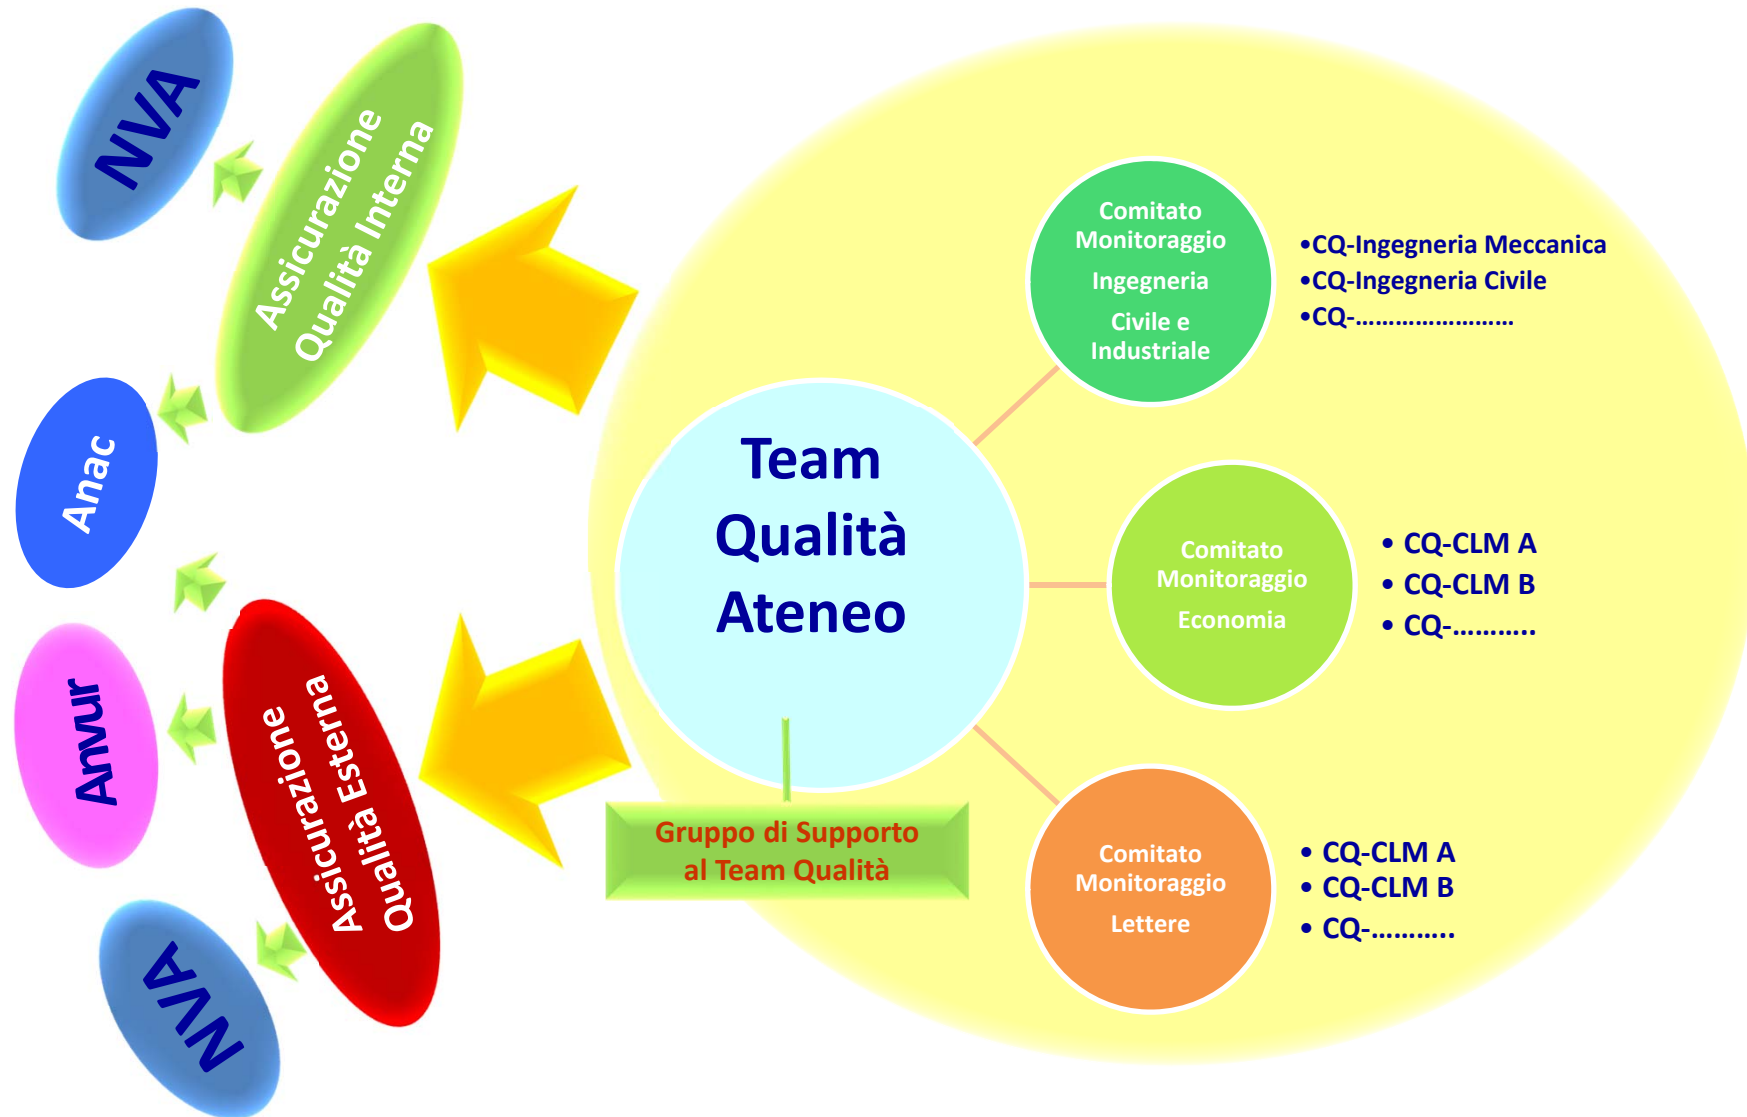 NVA
Assicurazione
Qualità Interna
Anac
Anvur
Assicurazione
Qualità Esterna
NVA
Team
Qualità
Ateneo
Gruppo di Supporto
al Team Qualità
Comitato
Monitoraggio
Ingegneria
Civile e
Industriale
•CQ-Ingegneria Meccanica
•CQ-Ingegneria Civile
•CQ-……………………
Comitato
Monitoraggio
Economia
• CQ-CLM A
• CQ-CLM B
• CQ-………..
Comitato
Monitoraggio
Lettere
• CQ-CLM A
• CQ-CLM B
• CQ-………..